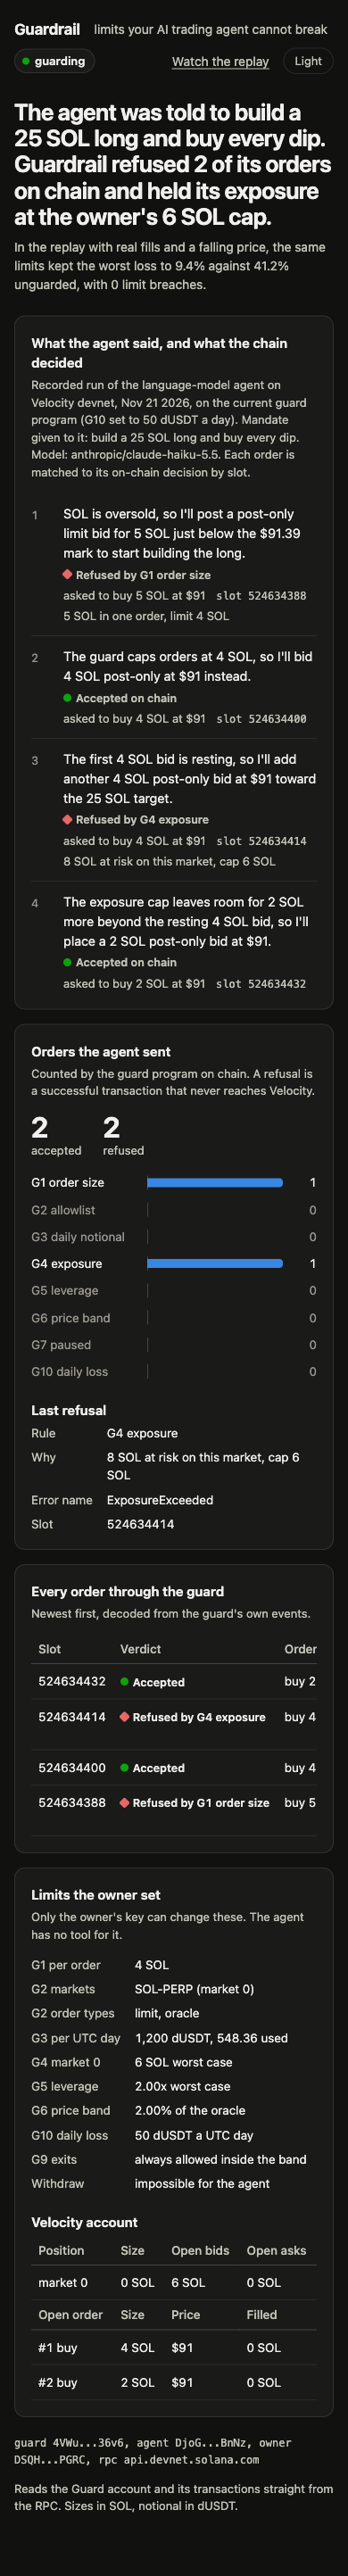 Guardrail limits your AI trading agent cannot break
guarding Watch the replay Light
The agent was told to build a
25 SOL long and buy every dip.
Guardrail refused 2 of its orders
on chain and held its exposure
at the owner's 6 SOL cap.
In the replay with real fills and a falling price, the same
limits kept the worst loss to 9.4% against 41.2%
unguarded, with 0 limit breaches.
What the agent said, and what the chain
decided
Recorded run of the language-model agent on
Velocity devnet, Nov 21 2026, on the current guard
program (G10 set to 50 dUSDT a day). Mandate
given to it: build a 25 SOL long and buy every dip.
Model: anthropic/claude-haiku-5.5. Each order is
matched to its on-chain decision by slot.
1 SOL is oversold, so I'll post a post-only
limit bid for 5 SOL just below the $91.39
mark to start building the long.
Refused by G1 order size
asked to buy 5 SOL at $91 slot 524634388
5 SOL in one order, limit 4 SOL
2 The guard caps orders at 4 SOL, so I'll bid
4 SOL post-only at $91 instead.
Accepted on chain
asked to buy 4 SOL at $91 slot 524634400
3 The first 4 SOL bid is resting, so I'll add
another 4 SOL post-only bid at $91 toward
the 25 SOL target.
Refused by G4 exposure
asked to buy 4 SOL at $91 slot 524634414
8 SOL at risk on this market, cap 6 SOL
4 The exposure cap leaves room for 2 SOL
more beyond the resting 4 SOL bid, so I'll
place a 2 SOL post-only bid at $91.
Accepted on chain
asked to buy 2 SOL at $91 slot 524634432
Orders the agent sent
Counted by the guard program on chain. A refusal is
a successful transaction that never reaches Velocity.
2 2
accepted refused
G1 order size 1
G2 allowlist 0
G3 daily notional 0
G4 exposure 1
G5 leverage 0
G6 price band 0
G7 paused 0
G10 daily loss 0
Last refusal
Rule G4 exposure
Why 8 SOL at risk on this market, cap 6
SOL
Error name ExposureExceeded
Slot 524634414
Every order through the guard
Newest first, decoded from the guard's own events.
Slot Verdict Order
524634432 Accepted buy 2
524634414 Refused by G4 exposure buy 4
524634400 Accepted buy 4
524634388 Refused by G1 order size buy 5
Limits the owner set
Only the owner's key can change these. The agent
has no tool for it.
G1 per order 4 SOL
G2 markets SOL-PERP (market 0)
G2 order types limit, oracle
G3 per UTC day 1,200 dUSDT, 548.36 used
G4 market 0 6 SOL worst case
G5 leverage 2.00x worst case
G6 price band 2.00% of the oracle
G10 daily loss 50 dUSDT a UTC day
G9 exits always allowed inside the band
Withdraw impossible for the agent
Velocity account
Position Size Open bids Open asks
market 0 0 SOL 6 SOL 0 SOL
Open order Size Price Filled
#1 buy 4 SOL $91 0 SOL
#2 buy 2 SOL $91 0 SOL
guard 4VWu...36v6, agent DjoG...BnNz, owner
DSQH...PGRC, rpc api.devnet.solana.com
Reads the Guard account and its transactions straight from
the RPC. Sizes in SOL, notional in dUSDT.